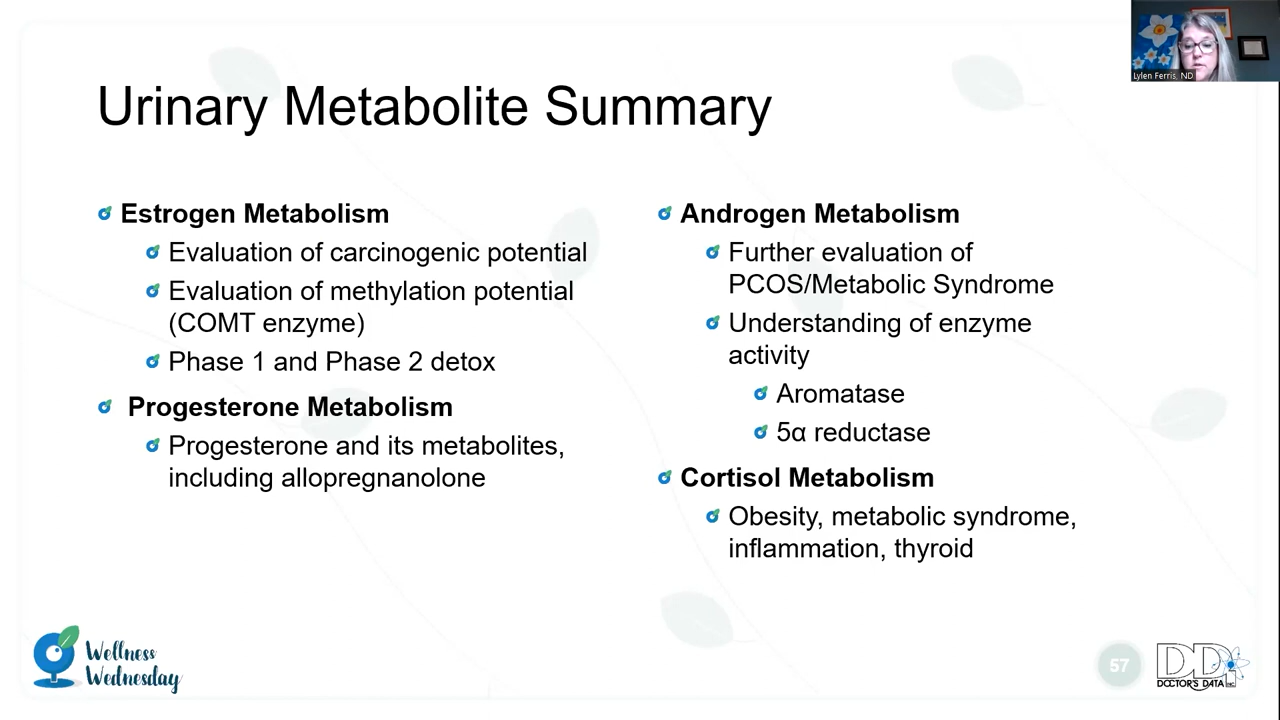 Lylen Ferris, ND
Urinary Metabolite Summary
Estrogen Metabolism
Evaluation of carcinogenic potential
Evaluation of methylation potential
(COMT enzyme)
Phase 1 and Phase 2 detox
Progesterone Metabolism
Progesterone and its metabolites,
including allopregnanolone
Androgen Metabolism
Further evaluation of
PCOS/Metabolic Syndrome
Understanding of enzyme
activity
Aromatase
5α reductase
Cortisol Metabolism
Obesity, metabolic syndrome,
inflammation, thyroid
Wellness
Wednesday
57
DDI
DOCTOR'S DATA INC.